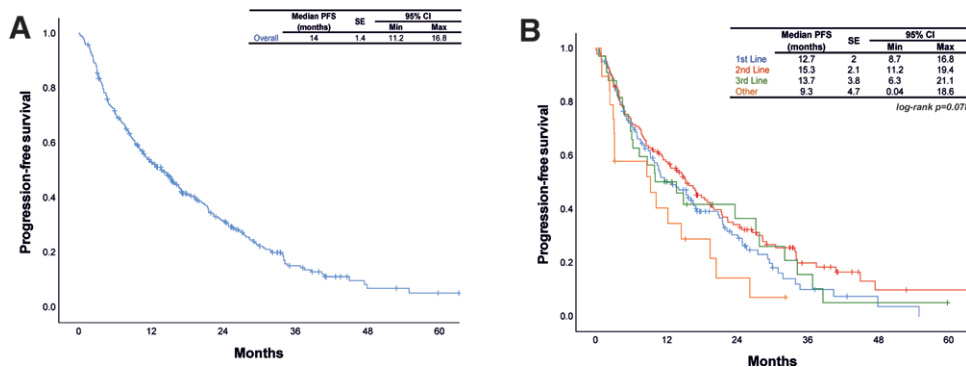 A
Median PFS (months) SE 95% CI
Min Max
Overall 14 1.4 11.2 16.8
Progression-free survival
1.0
0.8
0.6
0.4
0.2
0.0
0 12 24 36 48 60
Months
B
Median PFS (months) SE 95% CI
Min Max
1st Line 12.7 2 8.7 16.8
2nd Line 15.3 2.1 11.2 19.4
3rd Line 13.7 3.8 6.3 21.1
Other 9.3 4.7 0.04 18.6
log-rank p=0.078
Progression-free survival
1.0
0.8
0.6
0.4
0.2
0.0
0 12 24 36 48 60
Months